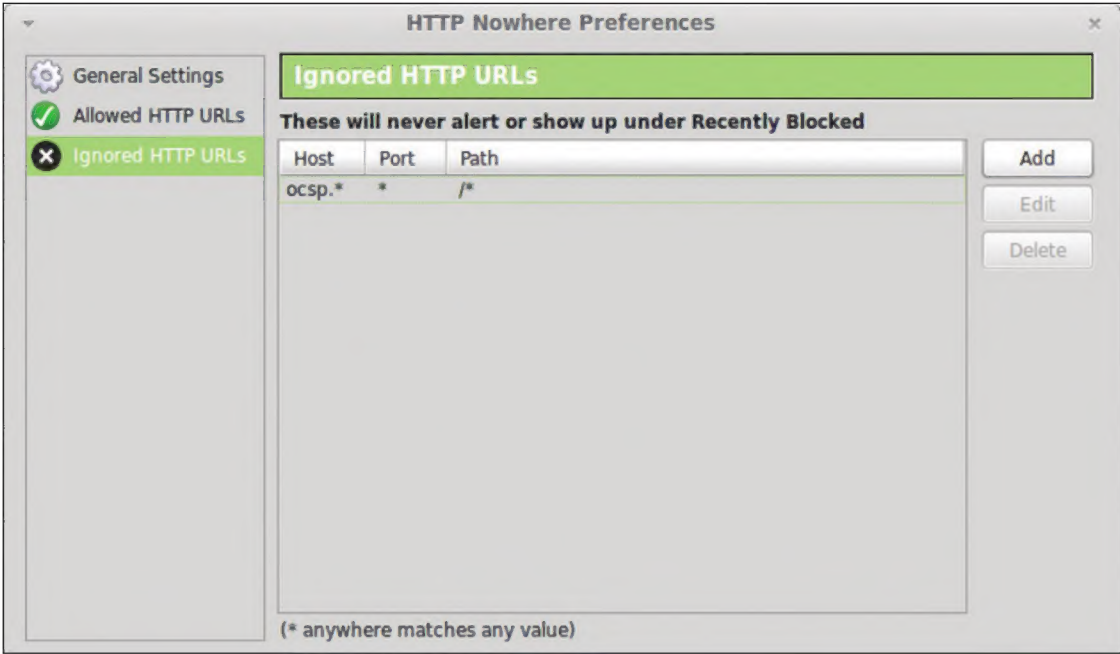 HTTP Nowhere Preferences
General Settings
Allowed HTTP URLs
Ignored HTTP URLs
Ignored HTTP URLs
These will never alert or show up under Recently Blocked
Host Port Path
ocsp.* * /*
Add
Edit
Delete
(* anywhere matches any value)